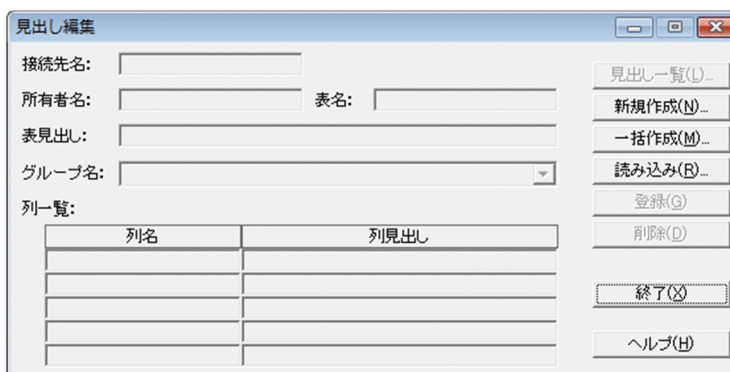 見出し編集
接続先名:
所有者名: 表名:
表見出し:
グループ名:
列一覧:
列名 列見出し
見出し一覧(L)...
新規作成(N)...
一括作成(M)...
読み込み(R)...
登録(G)
削除(D)
終了(X)
ヘルプ(H)